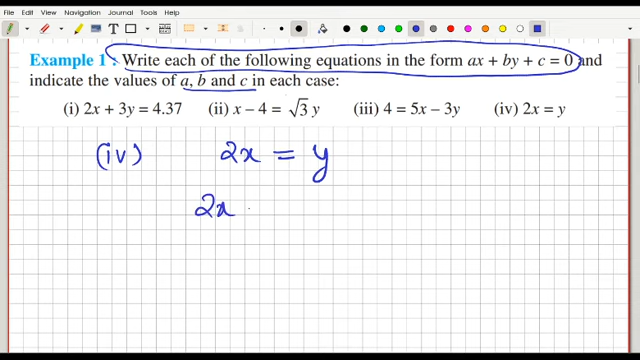 File Edit View Navigation Journal Tools Help
Example 1 : Write each of the following equations in the form ax + by + c = 0 and
indicate the values of a, b and c in each case:
(i) 2x + 3y = 4.37 (ii) x – 4 = √3 y (iii) 4 = 5x – 3y (iv) 2x = y
(iv) 2x = y
2x